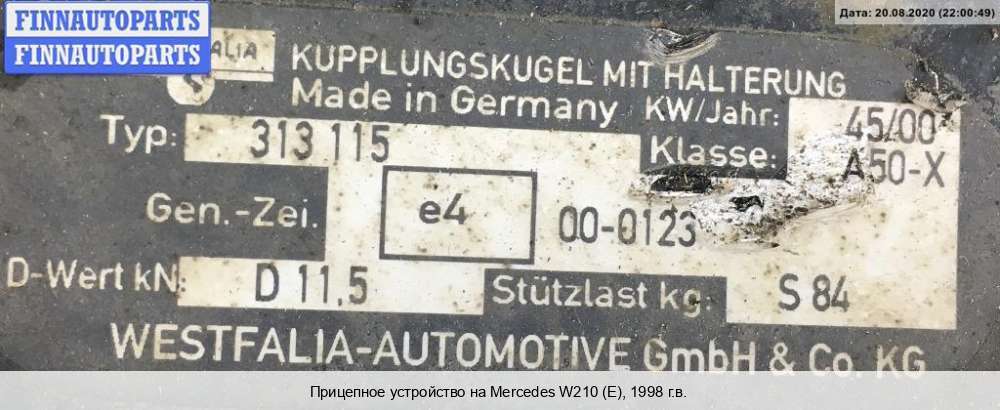 FINNAUTOPARTS
FINNAUTOPARTS
Дата: 20.08.2020 (22:00:49)
ALIA
KUPPLUNGSKUGEL MIT HALTERUNG
Made in Germany KW/Jahr: 45/00
Typ: 313 115 Klasse: A50-X
Gen.-Zei. e4 00-0123
D-Wert kN: D 11,5 Stützlast kg: S 84
WESTFALIA-AUTOMOTIVE GmbH & Co. KG
Прицепное устройство на Mercedes W210 (E), 1998 г.в.